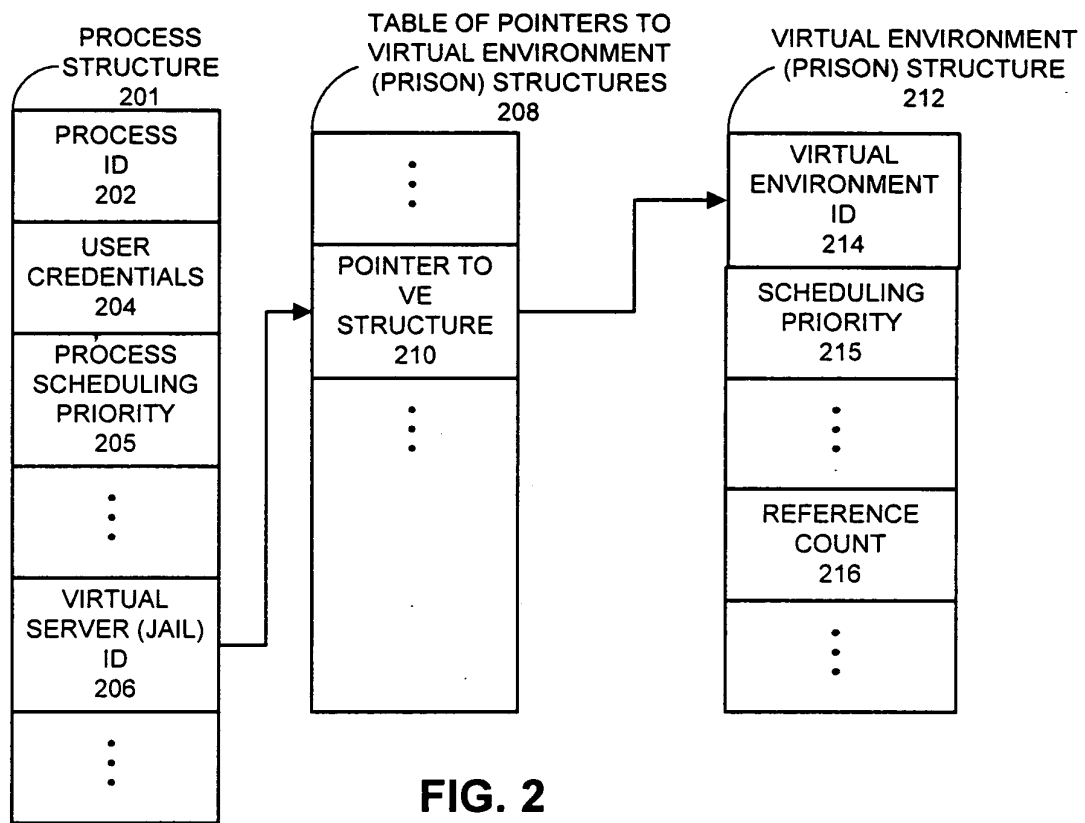 PROCESS
STRUCTURE
201
PROCESS
ID
202
USER
CREDENTIALS
204
PROCESS
SCHEDULING
PRIORITY
205
VIRTUAL
SERVER (JAIL)
ID
206
TABLE OF POINTERS TO
VIRTUAL ENVIRONMENT
(PRISON) STRUCTURES
208
POINTER TO
VE
STRUCTURE
210
VIRTUAL ENVIRONMENT
(PRISON) STRUCTURE
212
VIRTUAL
ENVIRONMENT
ID
214
SCHEDULING
PRIORITY
215
REFERENCE
COUNT
216
FIG. 2